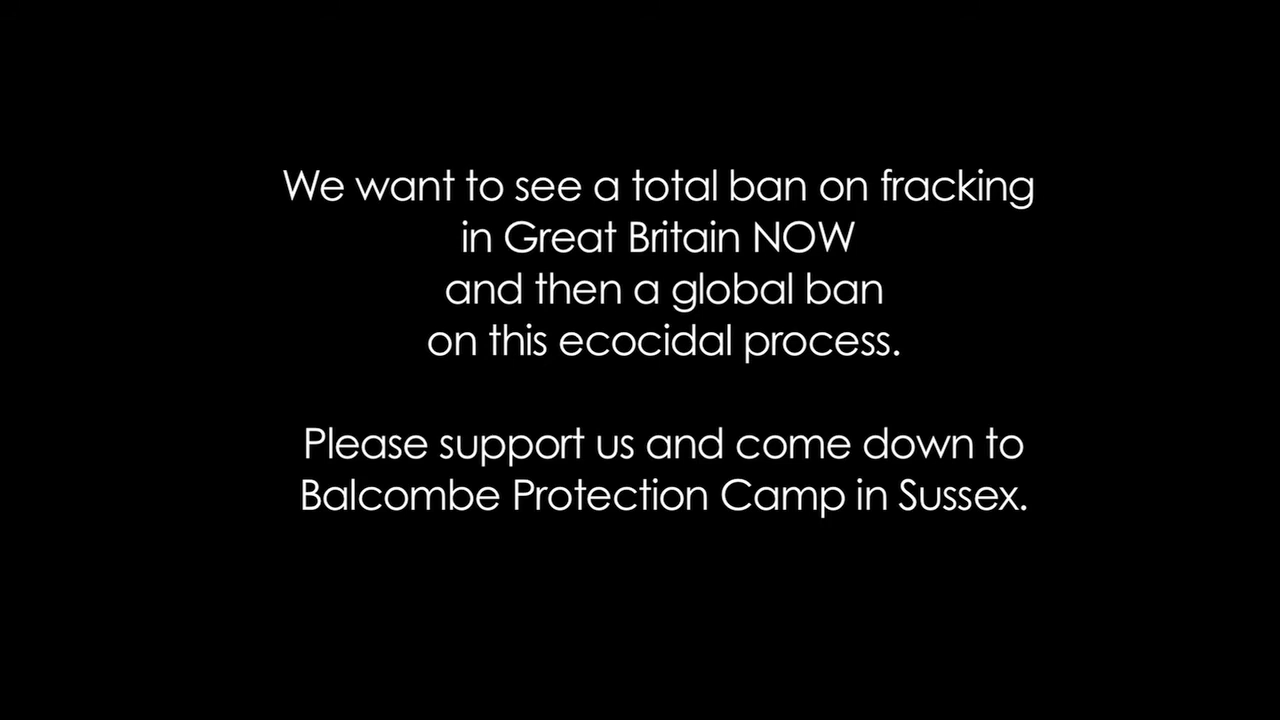 We want to see a total ban on fracking
in Great Britain NOW
and then a global ban
on this ecocidal process.
Please support us and come down to
Balcombe Protection Camp in Sussex.